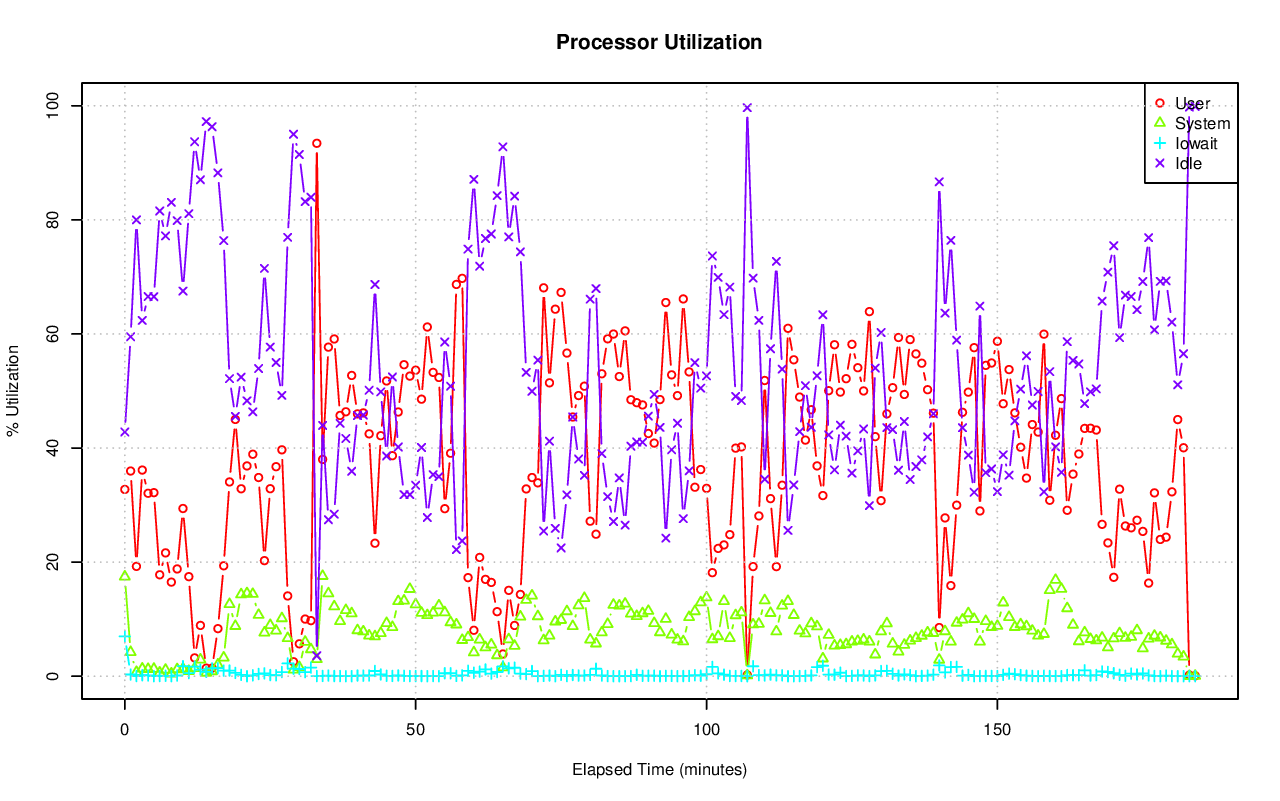 Processor Utilization
% Utilization
100
80
60
40
20
0
User
System
Iowait
Idle
0 50 100 150
Elapsed Time (minutes)